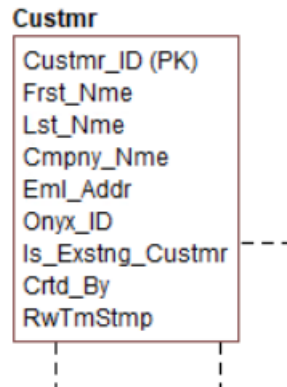 Custmr
Custmr_ID (PK)
Frst_Nme
Lst_Nme
Cmpny_Nme
Eml_Addr
Onyx_ID
Is_Exstng_Custmr
Crtd_By
RwTmStmp